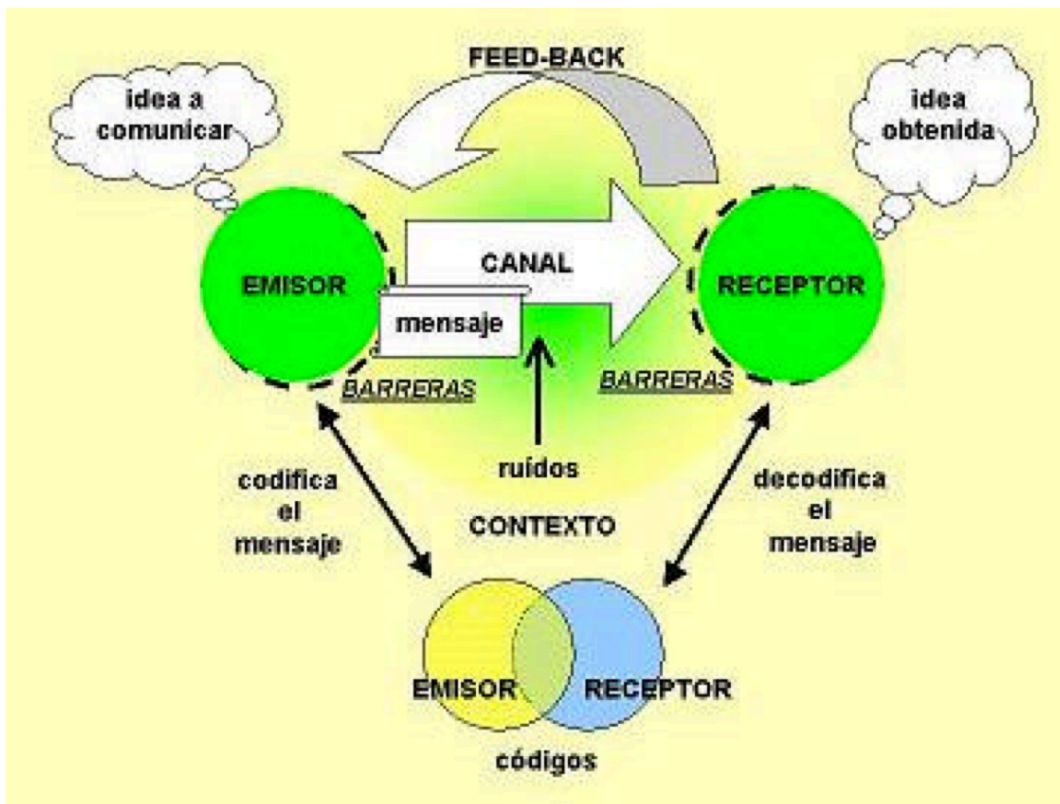 FEED-BACK
idea a
comunicar
idea
obtenida
EMISOR
CANAL
RECEPTOR
mensaje
BARRERAS
BARRERAS
ruídos
codifica
el
mensaje
decodifica
el
mensaje
CONTEXTO
EMISOR
RECEPTOR
códigos